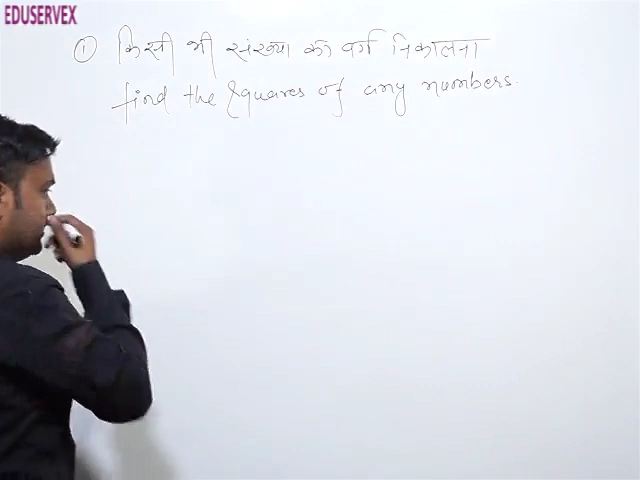 EDUSERVEX
① किसी भी संख्या का वर्ग निकालना
find the squares of any numbers.